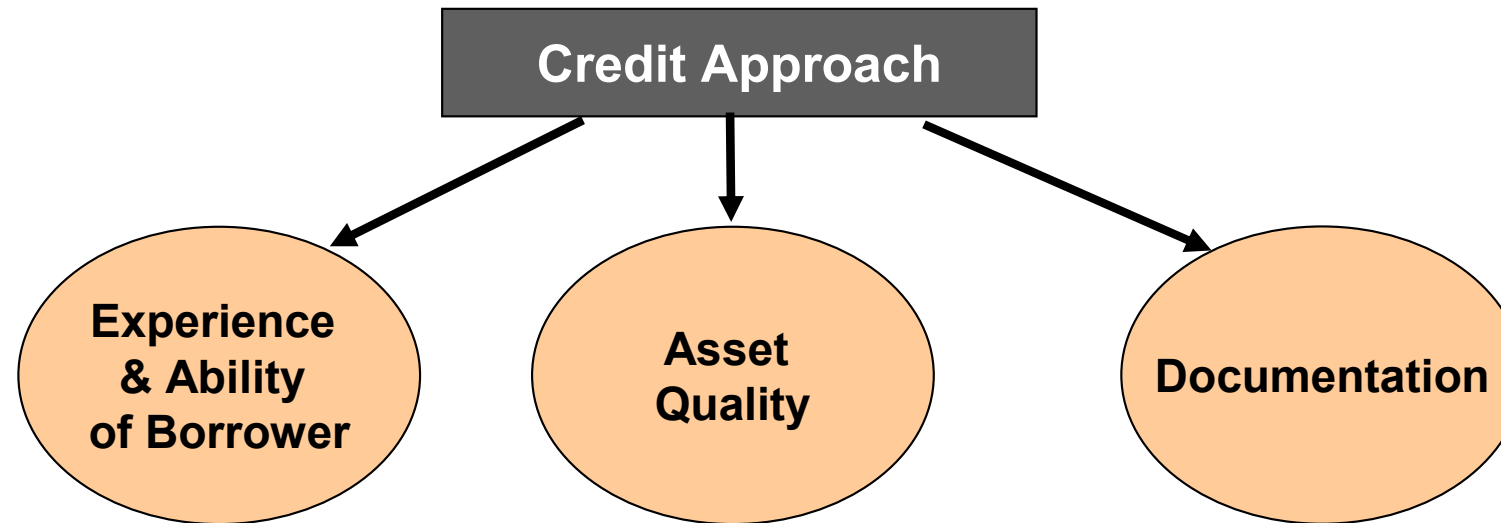 Credit Approach
Experience
& Ability
of Borrower
Asset
Quality
Documentation